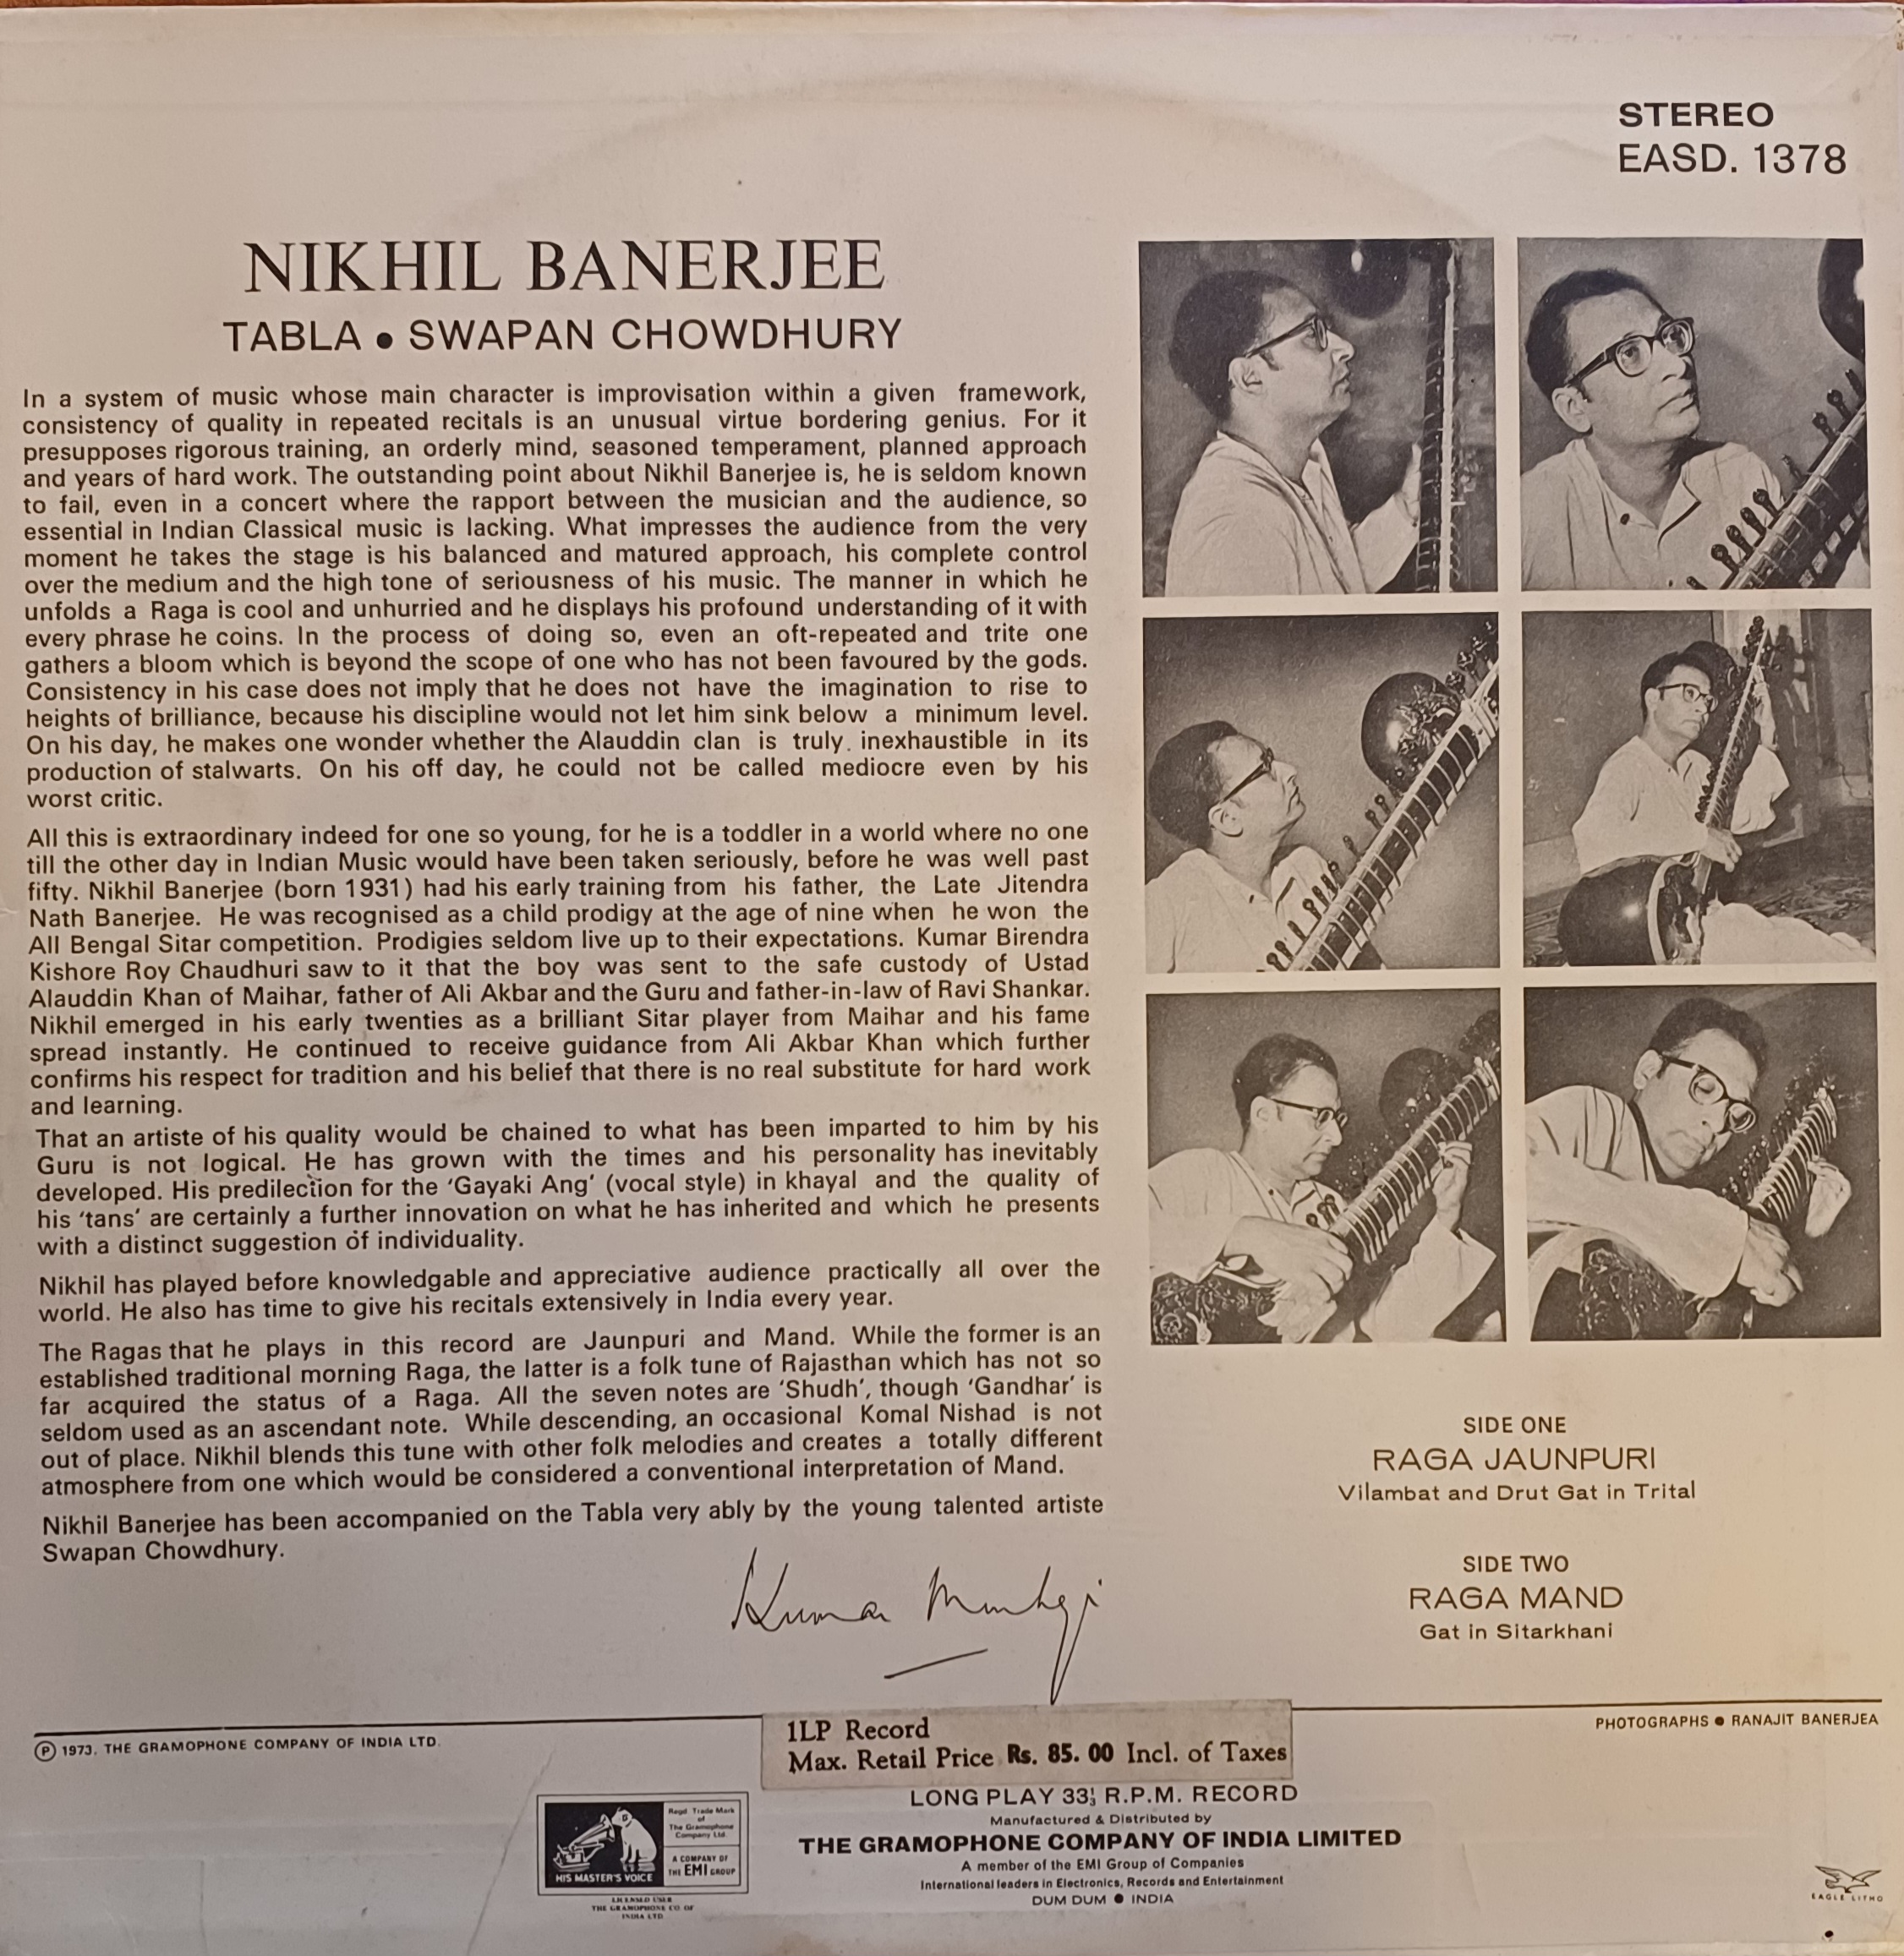 STEREO
EASD. 1378
NIKHIL BANERJEE
TABLA • SWAPAN CHOWDHURY
In a system of music whose main character is improvisation within a given framework,
consistency of quality in repeated recitals is an unusual virtue bordering genius. For it
presupposes rigorous training, an orderly mind, seasoned temperament, planned approach
and years of hard work. The outstanding point about Nikhil Banerjee is, he is seldom known
to fail, even in a concert where the rapport between the musician and the audience, so
essential in Indian Classical music is lacking. What impresses the audience from the very
moment he takes the stage is his balanced and matured approach, his complete control
over the medium and the high tone of seriousness of his music. The manner in which he
unfolds a Raga is cool and unhurried and he displays his profound understanding of it with
every phrase he coins. In the process of doing so, even an oft-repeated and trite one
gathers a bloom which is beyond the scope of one who has not been favoured by the gods.
Consistency in his case does not imply that he does not have the imagination to rise to
heights of brilliance, because his discipline would not let him sink below a minimum level.
On his day, he makes one wonder whether the Alauddin clan is truly inexhaustible in its
production of stalwarts. On his off day, he could not be called mediocre even by his
worst critic.
All this is extraordinary indeed for one so young, for he is a toddler in a world where no one
till the other day in Indian Music would have been taken seriously, before he was well past
fifty. Nikhil Banerjee (born 1931) had his early training from his father, the Late Jitendra
Nath Banerjee. He was recognised as a child prodigy at the age of nine when he won the
All Bengal Sitar competition. Prodigies seldom live up to their expectations. Kumar Birendra
Kishore Roy Chaudhuri saw to it that the boy was sent to the safe custody of Ustad
Alauddin Khan of Maihar, father of Ali Akbar and the Guru and father-in-law of Ravi Shankar.
Nikhil emerged in his early twenties as a brilliant Sitar player from Maihar and his fame
spread instantly. He continued to receive guidance from Ali Akbar Khan which further
confirms his respect for tradition and his belief that there is no real substitute for hard work
and learning.
That an artiste of his quality would be chained to what has been imparted to him by his
Guru is not logical. He has grown with the times and his personality has inevitably
developed. His predilection for the 'Gayaki Ang' (vocal style) in khayal and the quality of
his 'tans' are certainly a further innovation on what he has inherited and which he presents
with a distinct suggestion of individuality.
Nikhil has played before knowledgable and appreciative audience practically all over the
world. He also has time to give his recitals extensively in India every year.
The Ragas that he plays in this record are Jaunpuri and Mand. While the former is an
established traditional morning Raga, the latter is a folk tune of Rajasthan which has not so
far acquired the status of a Raga. All the seven notes are 'Shudh', though 'Gandhar' is
seldom used as an ascendant note. While descending, an occasional Komal Nishad is not
out of place. Nikhil blends this tune with other folk melodies and creates a totally different
atmosphere from one which would be considered a conventional interpretation of Mand.
Nikhil Banerjee has been accompanied on the Tabla very ably by the young talented artiste
Swapan Chowdhury.
Kumar Mukherji
SIDE ONE
RAGA JAUNPURI
Vilambat and Drut Gat in Trital
SIDE TWO
RAGA MAND
Gat in Sitarkhani
PHOTOGRAPHS • RANAJIT BANERJEA
℗ 1973. THE GRAMOPHONE COMPANY OF INDIA LTD.
1LP Record
Max. Retail Price Rs. 85. 00 Incl. of Taxes
LONG PLAY 33⅓ R.P.M. RECORD
Manufactured & Distributed by
THE GRAMOPHONE COMPANY OF INDIA LIMITED
A member of the EMI Group of Companies
International leaders in Electronics, Records and Entertainment
DUM DUM • INDIA
HIS MASTER'S VOICE
Regd. Trade Mark
of
The Gramophone
Company Ltd.
A COMPANY OF
THE EMI GROUP
LICENSED USER
THE GRAMOPHONE CO. OF
INDIA LTD.
EAGLE LITHO